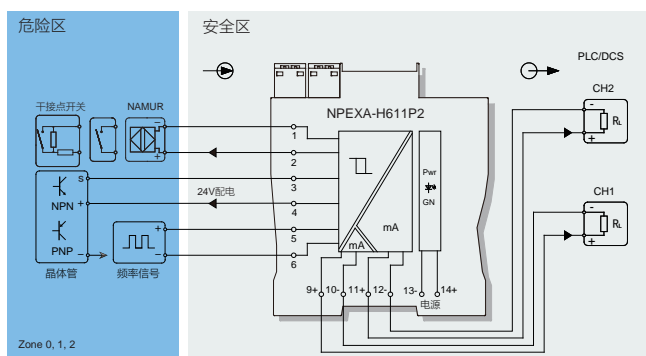 危险区
安全区
PLC/DCS
CH2
干接点开关
NAMUR
NPEXA-H611P2
-
+
RL
-
+
1
2
S
3
24V配电
NPN
+
4
PNP
-
+
5
-
6
晶体管
频率信号
Pwr
GN
mA
mA
CH1
-
+
RL
9+
10-
11+
12-
13-
14+
电源
Zone 0, 1, 2